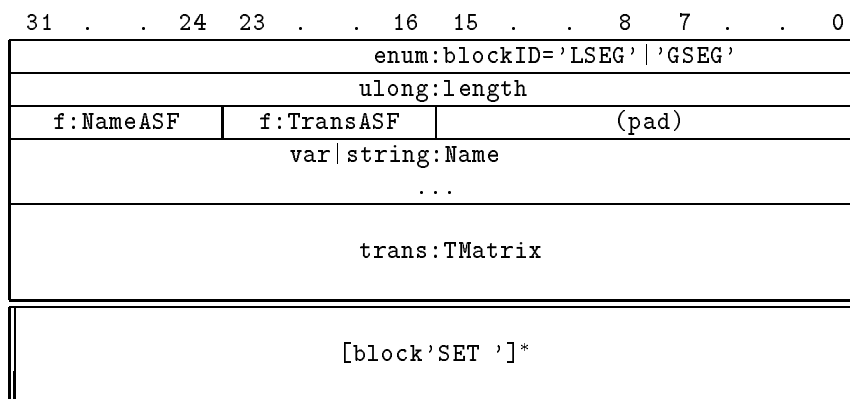 31 . . 24 23 . . 16 15 . . 8 7 . . 0
enum:blockID='LSEG'|'GSEG'
ulong:length
f:NameASF f:TransASF (pad)
var|string:Name
...
trans:TMatrix
[block'SET ']*